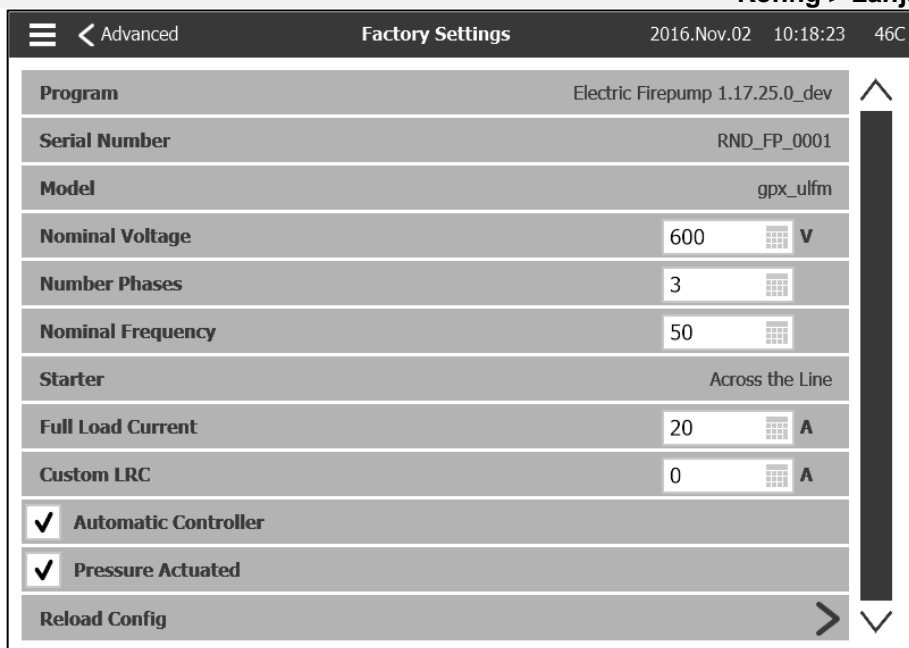 Advanced Factory Settings 2016.Nov.02 10:18:23 46C
Program Electric Firepump 1.17.25.0_dev
Serial Number RND_FP_0001
Model gpx_ulfm
Nominal Voltage 600 V
Number Phases 3
Nominal Frequency 50
Starter Across the Line
Full Load Current 20 A
Custom LRC 0 A
Automatic Controller
Pressure Actuated
Reload Config